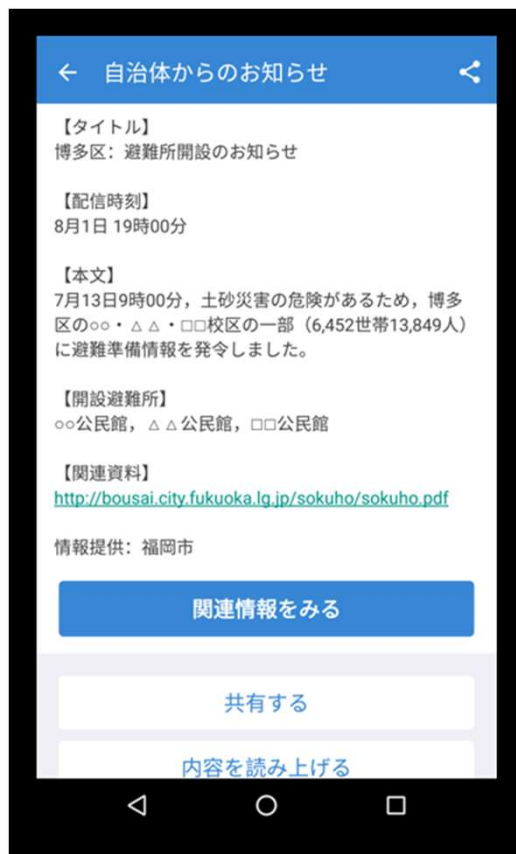 自治体からのお知らせ
【タイトル】
博多区：避難所開設のお知らせ
【配信時刻】
8月1日 19時00分
【本文】
7月13日9時00分，土砂災害の危険があるため，博多
区の○○・△△・□□校区の一部（6,452世帯13,849人）
に避難準備情報を発令しました。
【開設避難所】
○○公民館，△△公民館，□□公民館
【関連資料】
http://bousai.city.fukuoka.lg.jp/sokuho/sokuho.pdf
情報提供：福岡市
関連情報をみる
共有する
内容を読み上げる